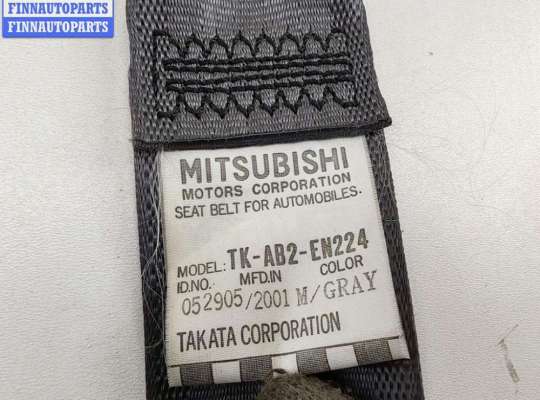 FINNAUTOPARTS
FINNAUTOPARTS
MITSUBISHI
MOTORS CORPORATION
SEAT BELT FOR AUTOMOBILES.
MODEL: TK-AB2-EN224
ID.NO. MFD.IN COLOR
052905/2001 M/GRAY
TAKATA CORPORATION